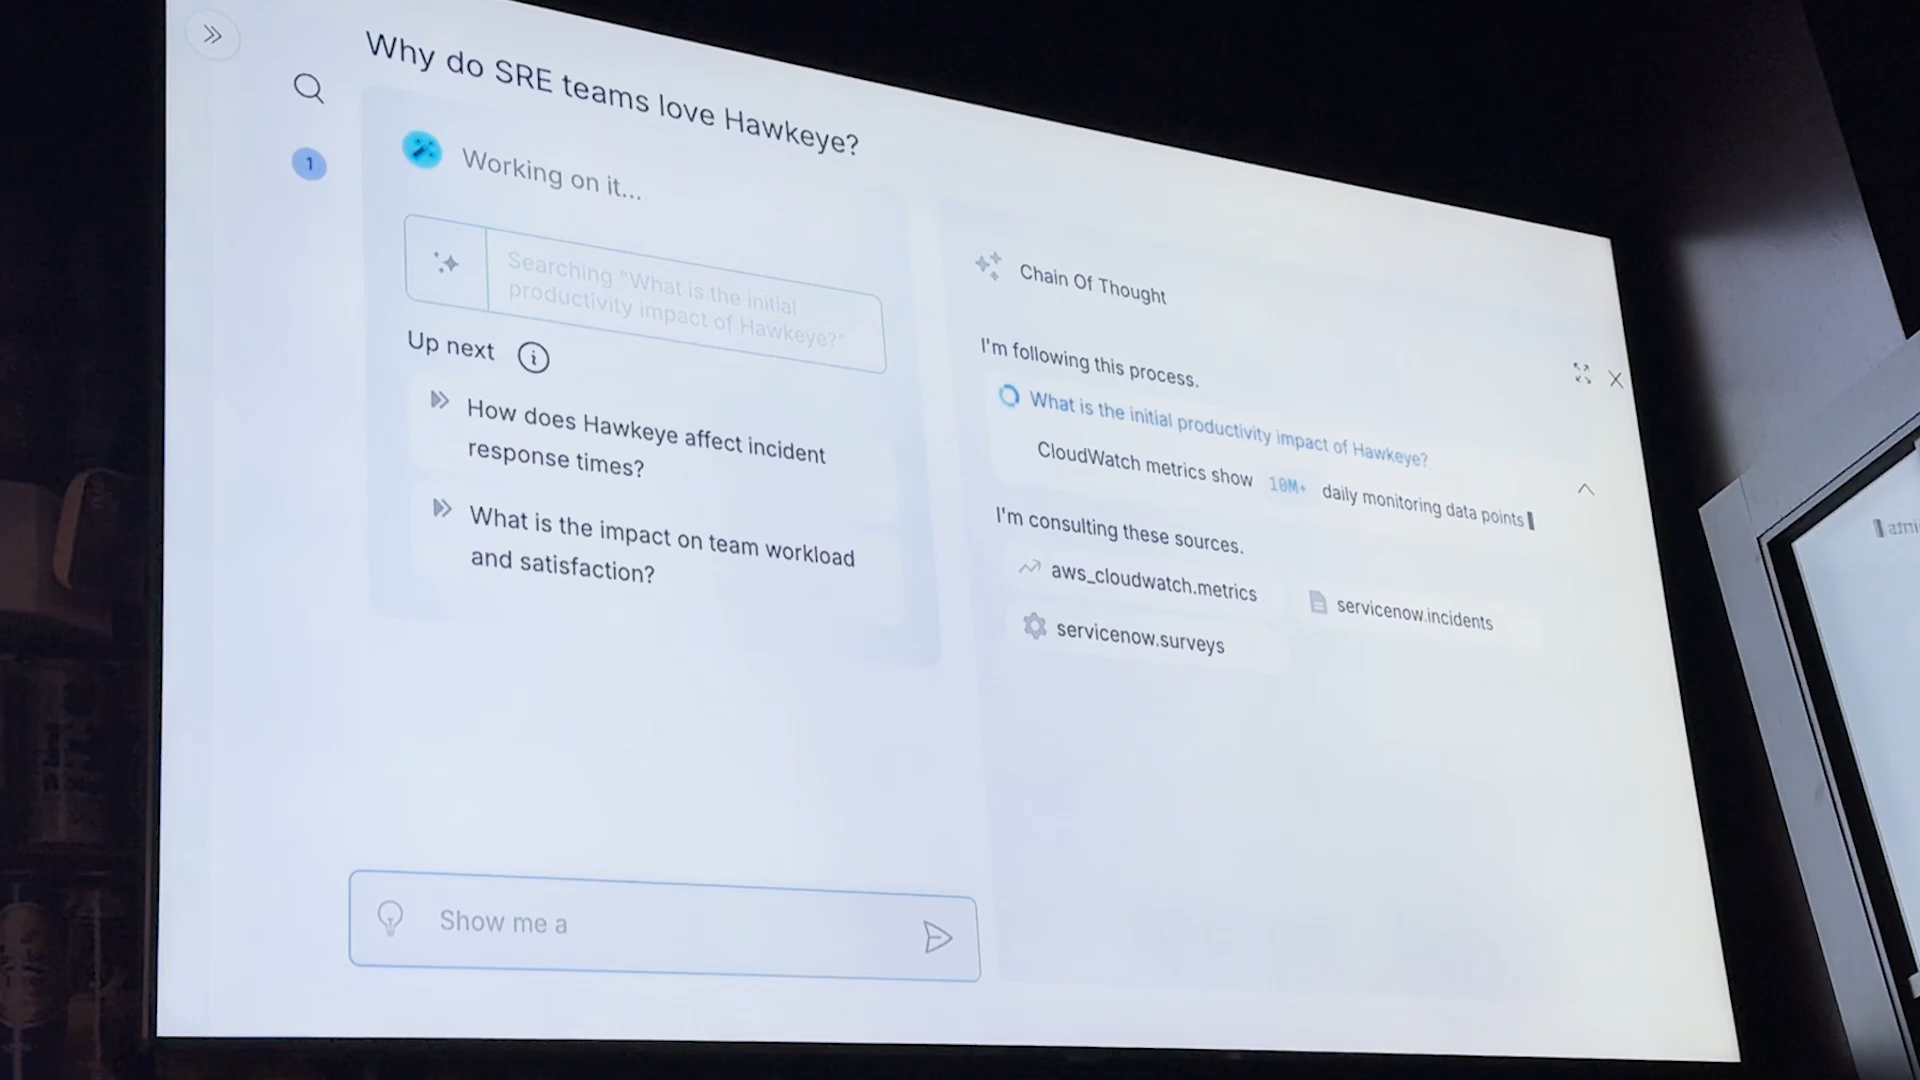 Why do SRE teams love Hawkeye?
1
Working on it...
Searching "What is the initial
productivity impact of Hawkeye?"
Up next
How does Hawkeye affect incident
response times?
What is the impact on team workload
and satisfaction?
Show me a
Chain Of Thought
I'm following this process.
What is the initial productivity impact of Hawkeye?
CloudWatch metrics show 10M+ daily monitoring data points
I'm consulting these sources.
aws_cloudwatch.metrics
servicenow.incidents
servicenow.surveys